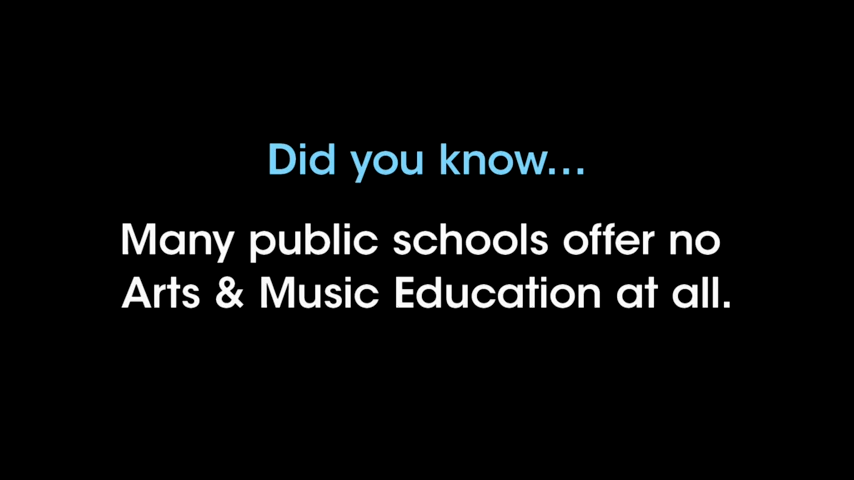 Did you know...
Many public schools offer no
Arts & Music Education at all.